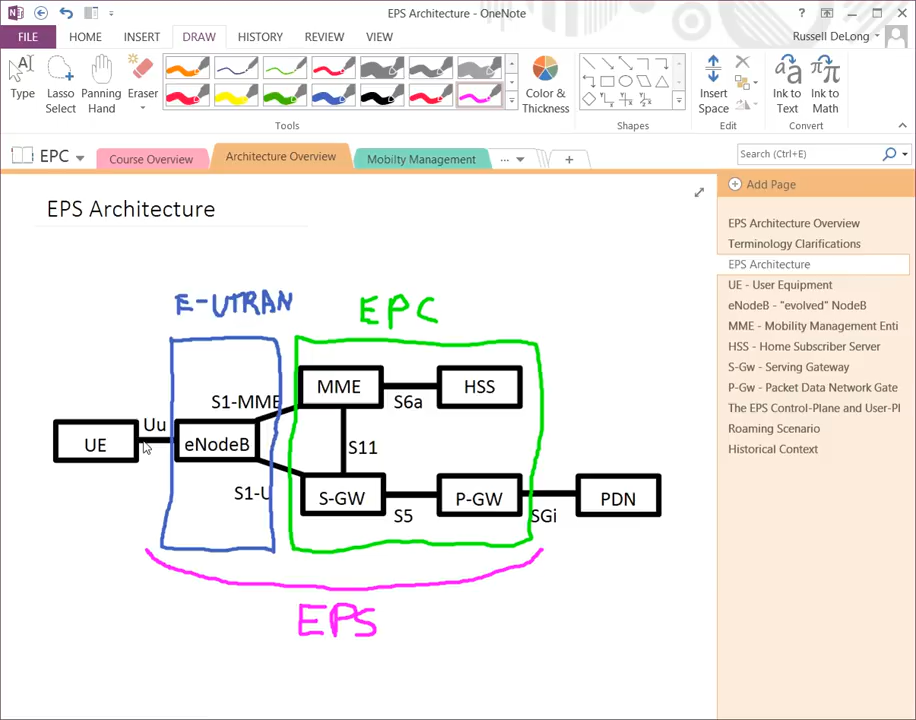 EPS Architecture - OneNote
?
FILE HOME INSERT DRAW HISTORY REVIEW VIEW
Russell DeLong
Type
Lasso Select
Panning Hand
Eraser
Color & Thickness
Insert Space
Ink to Text
Ink to Math
Tools Shapes Edit Convert
EPC Course Overview Architecture Overview Mobilty Management ... +
Search (Ctrl+E)
Add Page
EPS Architecture
EPS Architecture Overview
Terminology Clarifications
EPS Architecture
UE - User Equipment
eNodeB - "evolved" NodeB
MME - Mobility Management Enti
HSS - Home Subscriber Server
S-Gw - Serving Gateway
P-Gw - Packet Data Network Gate
The EPS Control-Plane and User-Pl
Roaming Scenario
Historical Context
E-UTRAN
EPC
MME
HSS
S1-MME
S6a
Uu
UE
eNodeB
S11
S1-U
S-GW
P-GW
PDN
S5
SGi
EPS